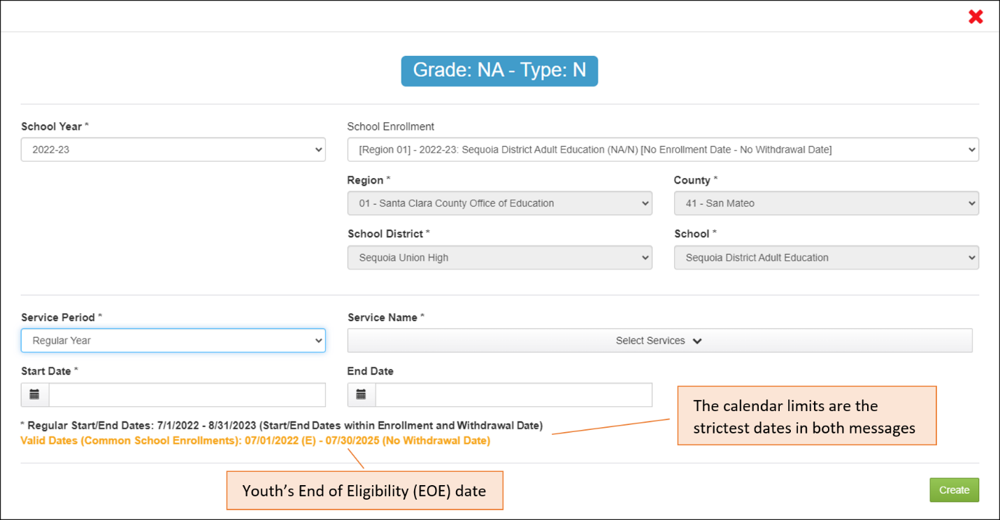 Grade: NA - Type: N
School Year *
School Enrollment
2022-23
[Region 01] - 2022-23: Sequoia District Adult Education (NA/N) [No Enrollment Date - No Withdrawal Date]
Region *
County *
01 - Santa Clara County Office of Education
41 - San Mateo
School District *
School *
Sequoia Union High
Sequoia District Adult Education
Service Period *
Service Name *
Regular Year
Select Services
Start Date *
End Date
* Regular Start/End Dates: 7/1/2022 - 8/31/2023 (Start/End Dates within Enrollment and Withdrawal Date)
Valid Dates (Common School Enrollments): 07/01/2022 (E) - 07/30/2025 (No Withdrawal Date)
The calendar limits are the
strictest dates in both messages
Youth’s End of Eligibility (EOE) date
Create